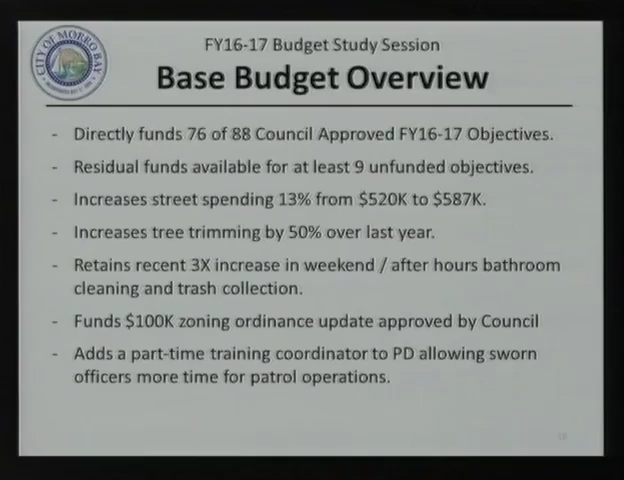 CITY OF MORRO BAY
FY16-17 Budget Study Session
Base Budget Overview
- Directly funds 76 of 88 Council Approved FY16-17 Objectives.
- Residual funds available for at least 9 unfunded objectives.
- Increases street spending 13% from $520K to $587K.
- Increases tree trimming by 50% over last year.
- Retains recent 3X increase in weekend / after hours bathroom
cleaning and trash collection.
- Funds $100K zoning ordinance update approved by Council
- Adds a part-time training coordinator to PD allowing sworn
officers more time for patrol operations.